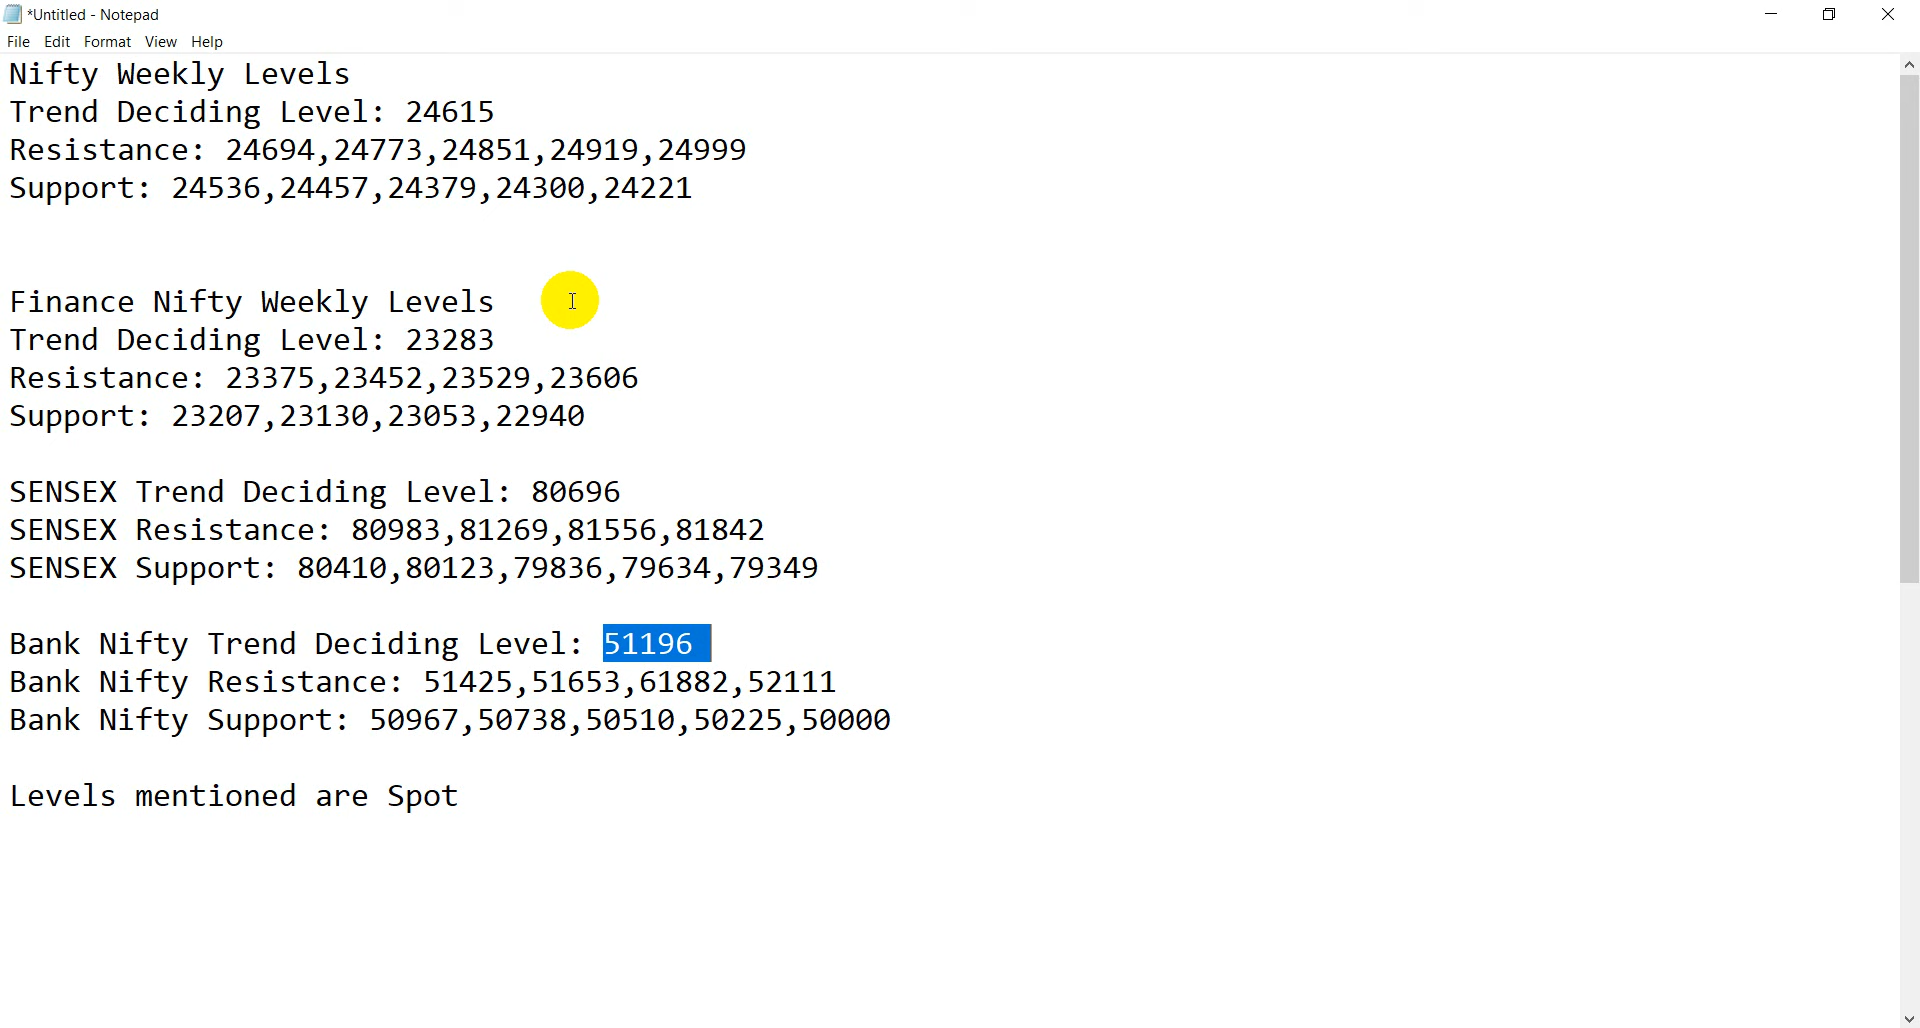 *Untitled - Notepad
File Edit Format View Help
Nifty Weekly Levels
Trend Deciding Level: 24615
Resistance: 24694,24773,24851,24919,24999
Support: 24536,24457,24379,24300,24221
Finance Nifty Weekly Levels
Trend Deciding Level: 23283
Resistance: 23375,23452,23529,23606
Support: 23207,23130,23053,22940
SENSEX Trend Deciding Level: 80696
SENSEX Resistance: 80983,81269,81556,81842
SENSEX Support: 80410,80123,79836,79634,79349
Bank Nifty Trend Deciding Level: 51196
Bank Nifty Resistance: 51425,51653,61882,52111
Bank Nifty Support: 50967,50738,50510,50225,50000
Levels mentioned are Spot